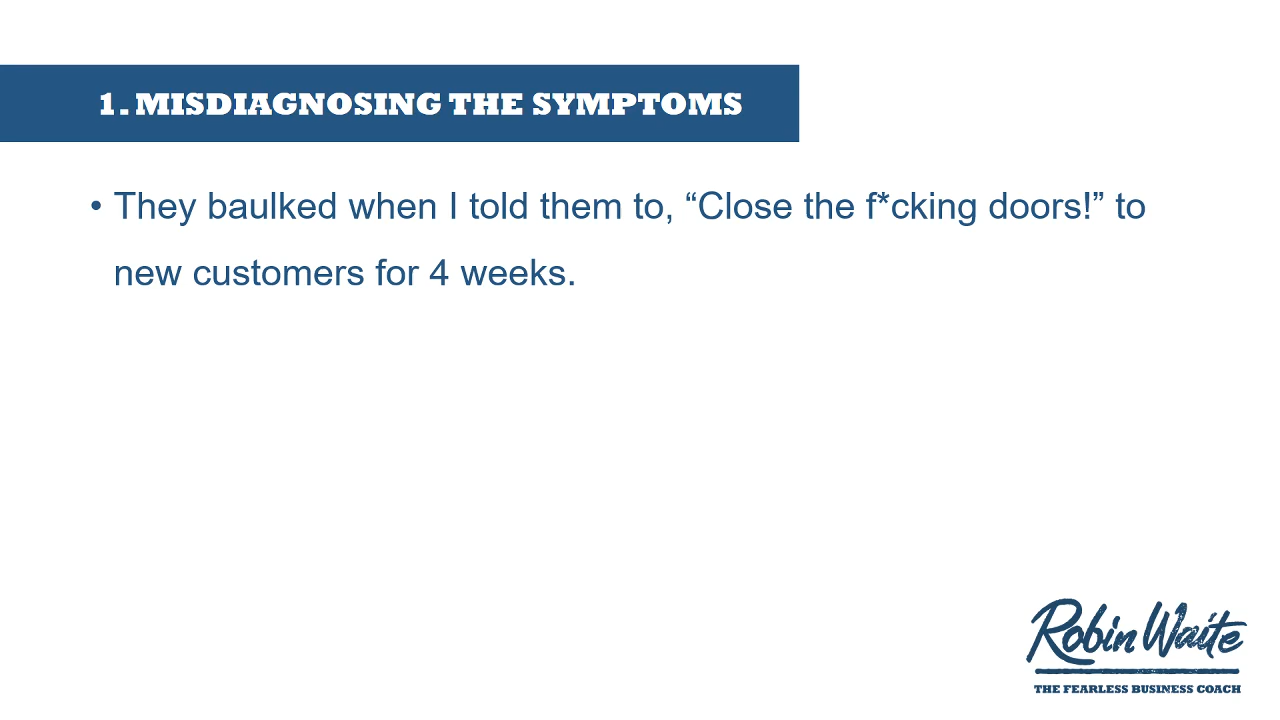 1. MISDIAGNOSING THE SYMPTOMS
• They baulked when I told them to, “Close the f*cking doors!” to
new customers for 4 weeks.
Robin Waite
THE FEARLESS BUSINESS COACH